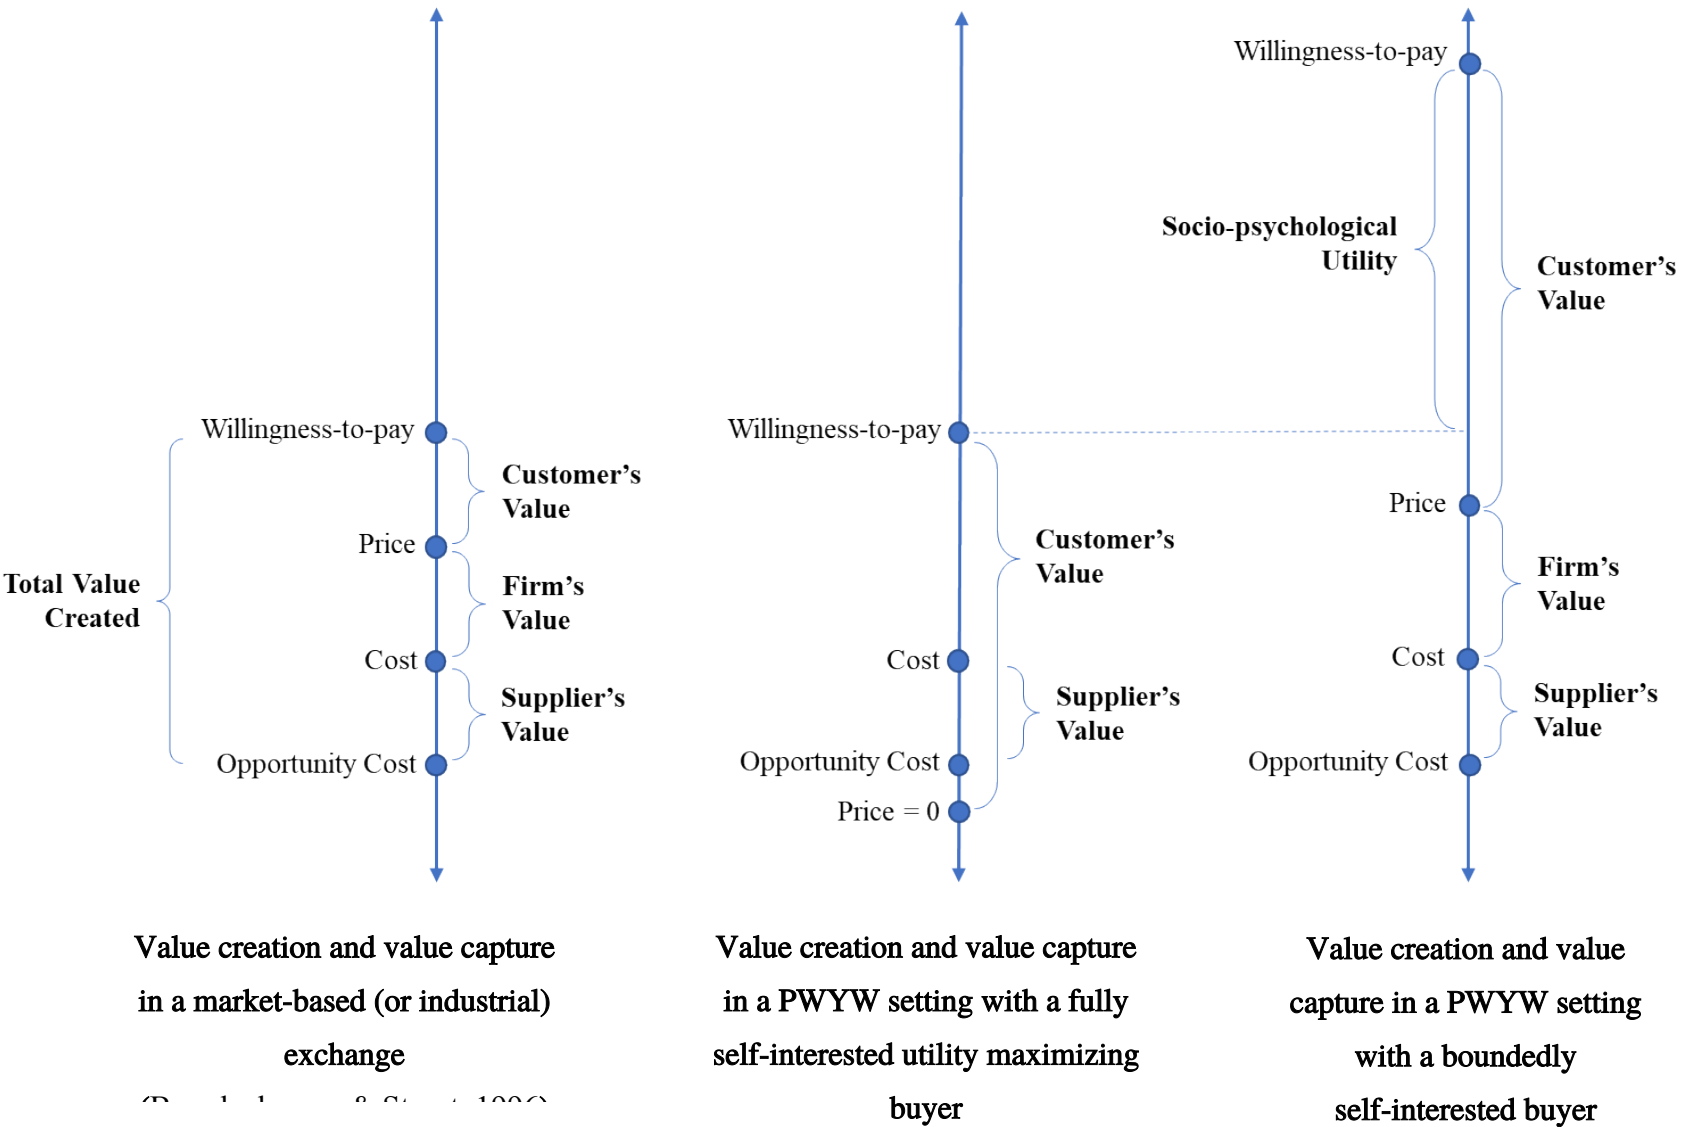 Willingness-to-pay
Customer’s
Value
Price
Firm’s
Value
Total Value
Created
Cost
Supplier’s
Value
Opportunity Cost
Value creation and value capture
in a market-based (or industrial)
exchange
Willingness-to-pay
Customer’s
Value
Cost
Supplier’s
Value
Opportunity Cost
Price = 0
Value creation and value capture
in a PWYW setting with a fully
self-interested utility maximizing
buyer
Willingness-to-pay
Socio-psychological
Utility
Customer’s
Value
Price
Firm’s
Value
Cost
Supplier’s
Value
Opportunity Cost
Value creation and value
capture in a PWYW setting
with a boundedly
self-interested buyer